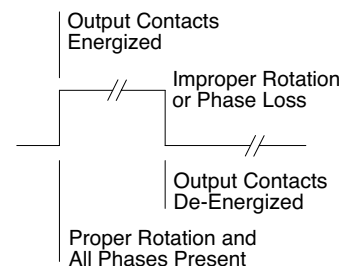 Output Contacts
Energized
Improper Rotation
or Phase Loss
Output Contacts
De-Energized
Proper Rotation and
All Phases Present